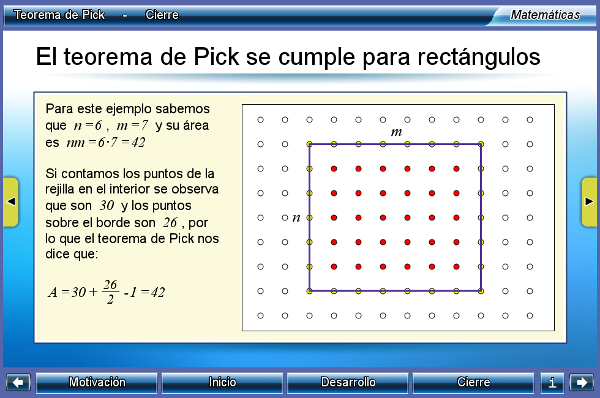 Teorema de Pick - Cierre
Matemáticas
El teorema de Pick se cumple para rectángulos
Para este ejemplo sabemos
que n = 6 , m = 7 y su área
es nm = 6·7 = 42
Si contamos los puntos de la
rejilla en el interior se observa
que son 30 y los puntos
sobre el borde son 26 , por
lo que el teorema de Pick nos
dice que:
A = 30 + 26/2 - 1 = 42
m
n
Motivación
Inicio
Desarrollo
Cierre
i